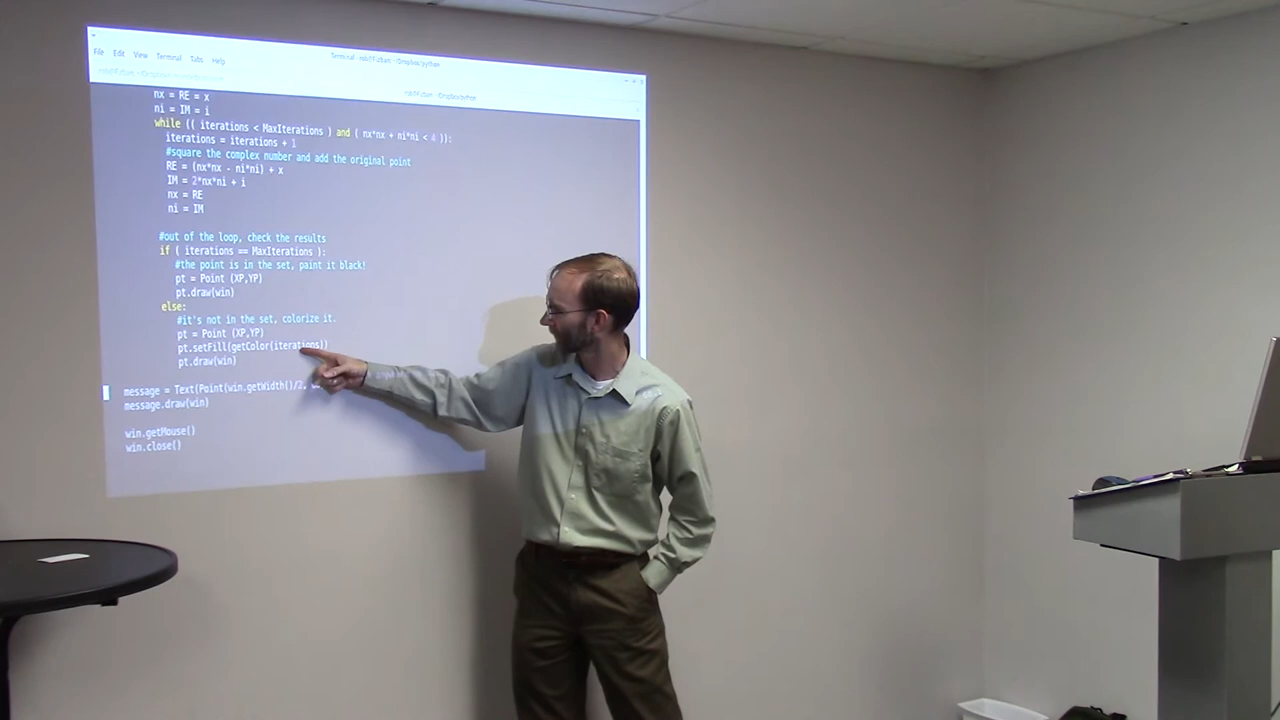 File Edit View Terminal Tabs Help
nx = RE = x
ni = IM = i
while (( iterations < MaxIterations ) and ( nx*nx + ni*ni < 4 )):
iterations = iterations + 1
#square the complex number and add the original point
RE = (nx*nx - ni*ni) + x
IM = 2*nx*ni + i
nx = RE
ni = IM
#out of the loop, check the results
if ( iterations == MaxIterations ):
#the point is in the set, paint it black!
pt = Point (XP,YP)
pt.draw(win)
else:
#it's not in the set, colorize it.
pt = Point (XP,YP)
pt.setFill(getColor(iterations))
pt.draw(win)
message = Text(Point(win.getWidth()/2,
message.draw(win)
win.getMouse()
win.close()